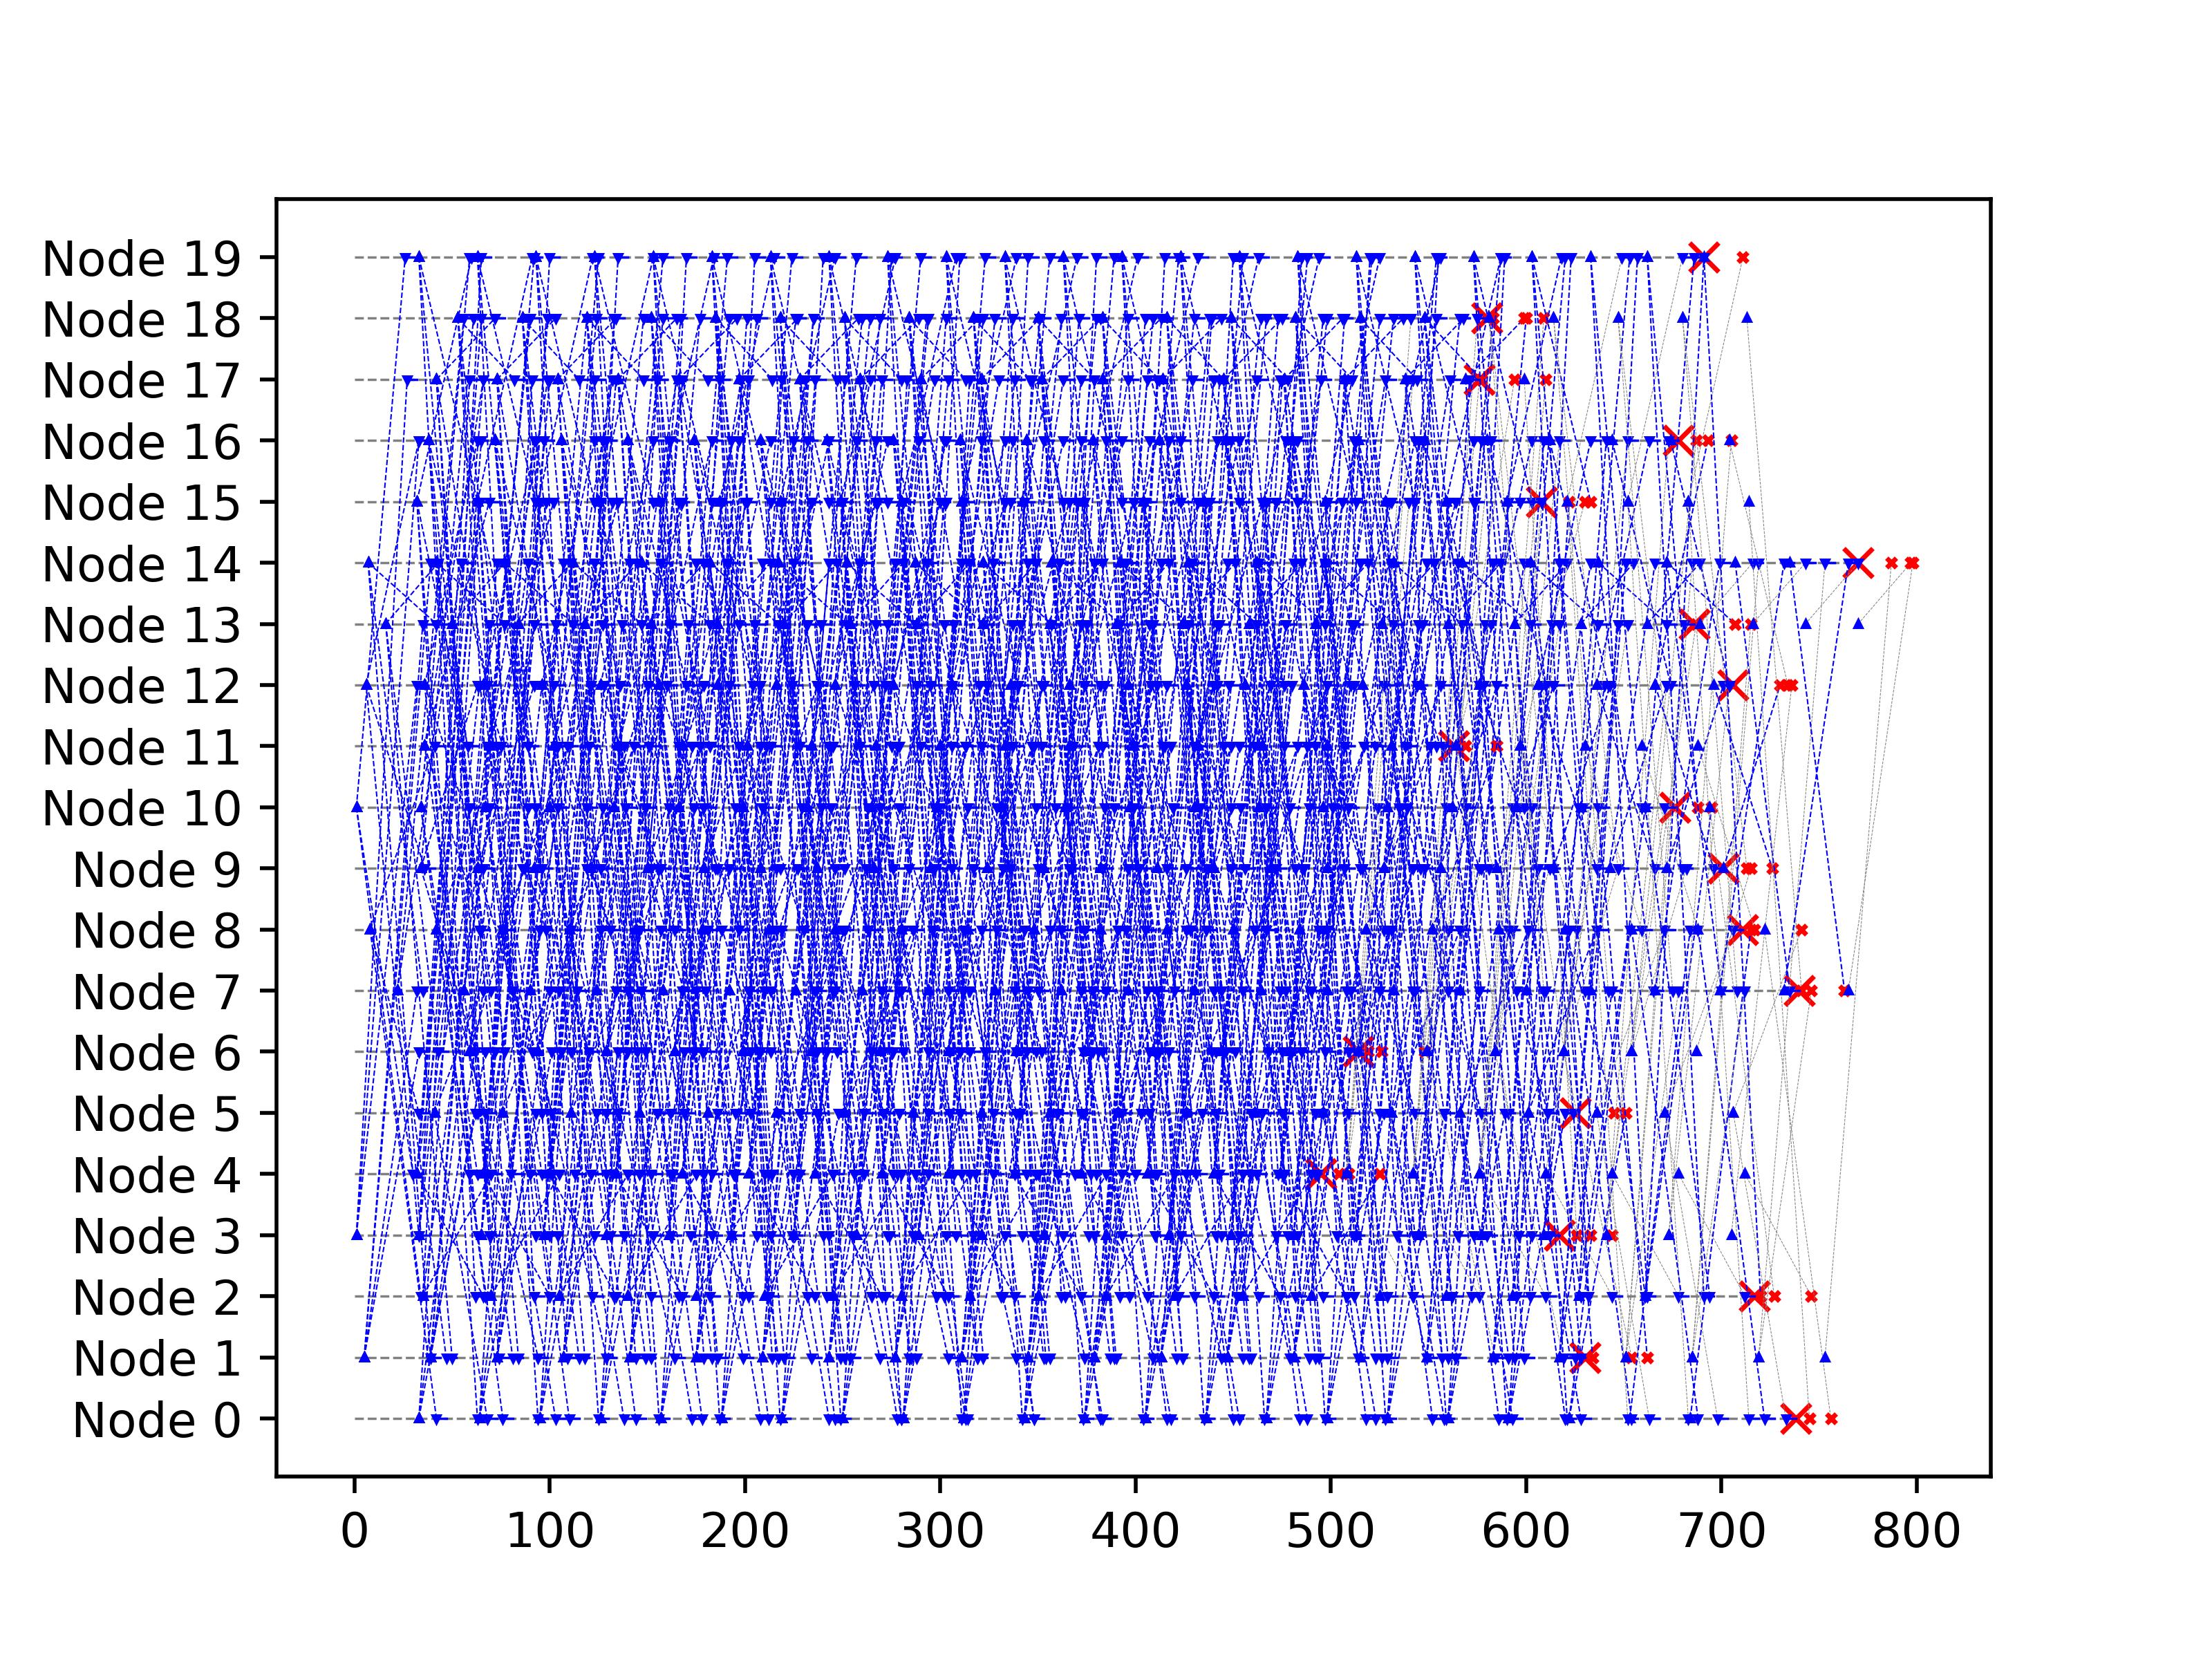 Node 19
Node 18
Node 17
Node 16
Node 15
Node 14
Node 13
Node 12
Node 11
Node 10
Node 9
Node 8
Node 7
Node 6
Node 5
Node 4
Node 3
Node 2
Node 1
Node 0
0 100 200 300 400 500 600 700 800